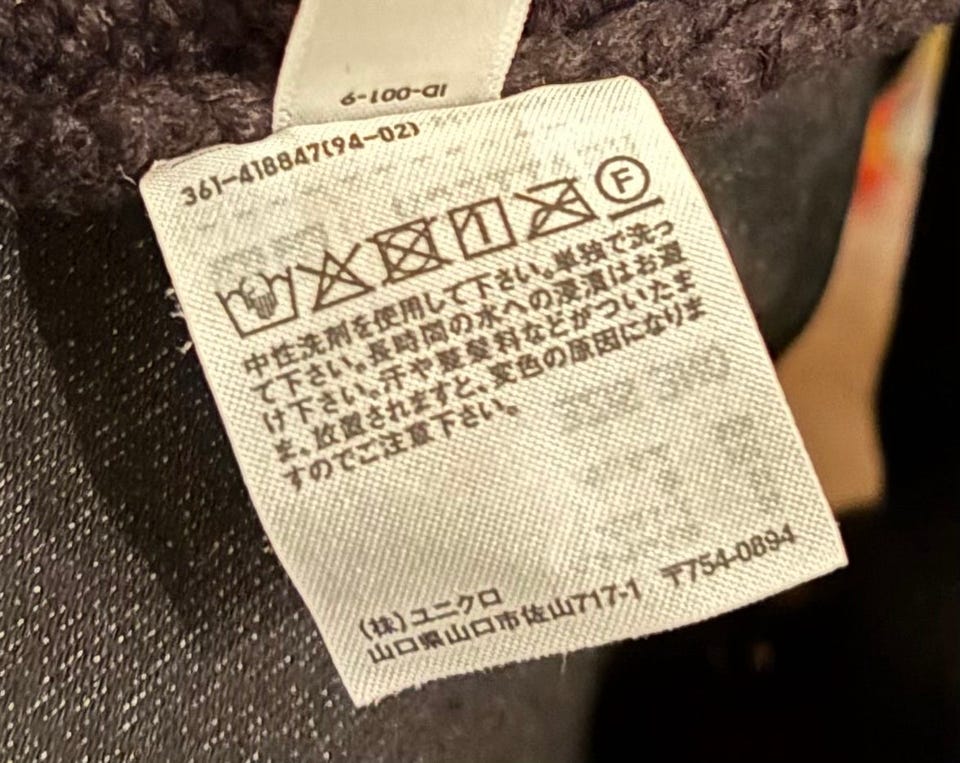 ID-001-9
361-418847(94-02)
F
中性洗剤を使用して下さい。単独で洗っ
て下さい。長時間の水への浸漬はお避
け下さい。汗や整髪料などがついたま
ま、放置されますと、変色の原因になりま
すのでご注意下さい。
(株)ユニクロ
山口県山口市佐山717-1 〒754-0894